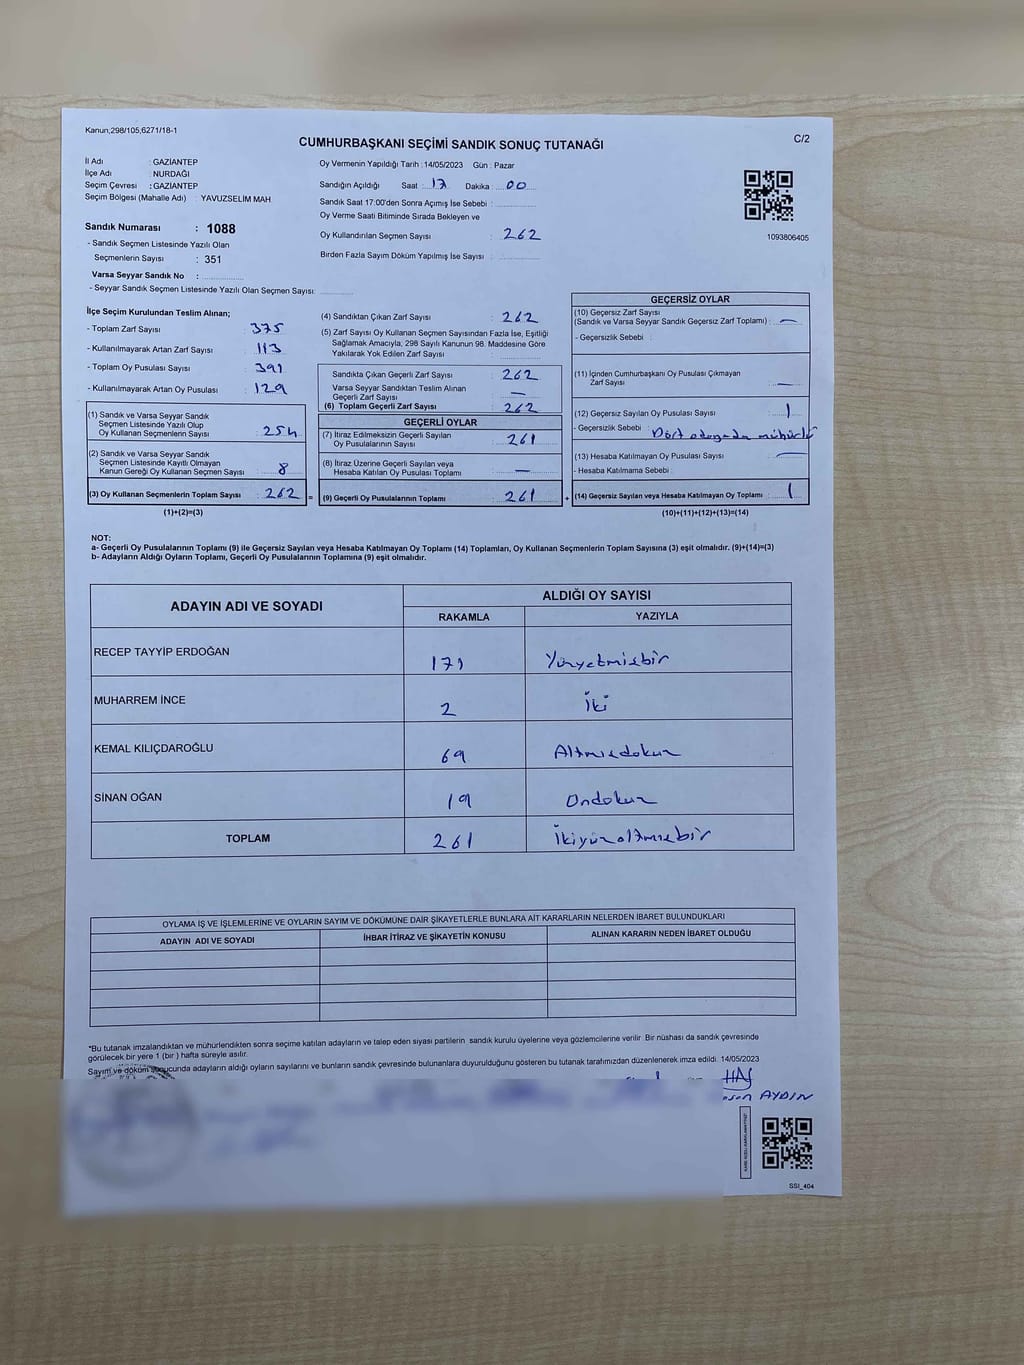 Kanun,298/105,6271/18-1
CUMHURBAŞKANI SEÇİMİ SANDIK SONUÇ TUTANAĞI
C/2
İl Adı : GAZİANTEP
İlçe Adı : NURDAĞI
Seçim Çevresi : GAZİANTEP
Seçim Bölgesi (Mahalle Adı) : YAVUZSELİM MAH.
Oy Vermenin Yapıldığı Tarih : 14/05/2023 Gün : Pazar
Sandığın Açıldığı Saat : 17 Dakika : 00
Sandık Saat 17:00'den Sonra Açımış İse Sebebi :
Oy Verme Saati Bitiminde Sırada Bekleyen ve
Oy Kullandırılan Seçmen Sayısı : 262
Birden Fazla Sayım Döküm Yapılmış İse Sayısı :
1093806405
Sandık Numarası : 1088
- Sandık Seçmen Listesinde Yazılı Olan
Seçmenlerin Sayısı : 351
Varsa Seyyar Sandık No :
- Seyyar Sandık Seçmen Listesinde Yazılı Olan Seçmen Sayısı:
İlçe Seçim Kurulundan Teslim Alınan;
- Toplam Zarf Sayısı : 375
- Kullanılmayarak Artan Zarf Sayısı : 113
- Toplam Oy Pusulası Sayısı : 391
- Kullanılmayarak Artan Oy Pusulası : 129
(1) Sandık ve Varsa Seyyar Sandık
Seçmen Listesinde Yazılı Olup
Oy Kullanan Seçmenlerin Sayısı : 254
(2) Sandık ve Varsa Seyyar Sandık
Seçmen Listesinde Kayıtlı Olmayan
Kanun Gereği Oy Kullanan Seçmen Sayısı : 8
(3) Oy Kullanan Seçmenlerin Toplam Sayısı : 262 =
(1)+(2)=(3)
(4) Sandıktan Çıkan Zarf Sayısı : 262
(5) Zarf Sayısı Oy Kullanan Seçmen Sayısından Fazla İse, Eşitliği
Sağlamak Amacıyla, 298 Sayılı Kanunun 98. Maddesine Göre
Yakılarak Yok Edilen Zarf Sayısı :
Sandıkta Çıkan Geçerli Zarf Sayısı : 262
Varsa Seyyar Sandıktan Teslim Alınan
Geçerli Zarf Sayısı : —
(6) Toplam Geçerli Zarf Sayısı : 262
GEÇERLİ OYLAR
(7) İtiraz Edilmeksizin Geçerli Sayılan
Oy Pusulalarının Sayısı : 261
(8) İtiraz Üzerine Geçerli Sayılan veya
Hesaba Katılan Oy Pusulası Toplamı : —
(9) Geçerli Oy Pusulalarının Toplamı : 261 +
GEÇERSİZ OYLAR
(10) Geçersiz Zarf Sayısı
(Sandık ve Varsa Seyyar Sandık Geçersiz Zarf Toplamı) : —
- Geçersizlik Sebebi :
(11) İçinden Cumhurbaşkanı Oy Pusulası Çıkmayan
Zarf Sayısı : —
(12) Geçersiz Sayılan Oy Pusulası Sayısı : 1
- Geçersizlik Sebebi : Dört adayada mühürlü
(13) Hesaba Katılmayan Oy Pusulası Sayısı : —
- Hesaba Katılmama Sebebi :
(14) Geçersiz Sayılan veya Hesaba Katılmayan Oy Toplamı : 1
(10)+(11)+(12)+(13)=(14)
NOT:
a- Geçerli Oy Pusulalarının Toplamı (9) ile Geçersiz Sayılan veya Hesaba Katılmayan Oy Toplamı (14) Toplamları, Oy Kullanan Seçmenlerin Toplam Sayısına (3) eşit olmalıdır. (9)+(14)=(3)
b- Adayların Aldığı Oyların Toplamı, Geçerli Oy Pusulalarının Toplamına (9) eşit olmalıdır.
ADAYIN ADI VE SOYADI ALDIĞI OY SAYISI
RAKAMLA YAZIYLA
RECEP TAYYİP ERDOĞAN 171 Yüzyetmişbir
MUHARREM İNCE 2 İki
KEMAL KILIÇDAROĞLU 69 Altmışdokuz
SİNAN OĞAN 19 Ondokuz
TOPLAM 261 İkiyüzaltmışbir
OYLAMA İŞ VE İŞLEMLERİNE VE OYLARIN SAYIM VE DÖKÜMÜNE DAİR ŞİKAYETLERLE BUNLARA AİT KARARLARIN NELERDEN İBARET BULUNDUKLARI
ADAYIN ADI VE SOYADI İHBAR İTİRAZ VE ŞİKAYETİN KONUSU ALINAN KARARIN NEDEN İBARET OLDUĞU
*Bu tutanak imzalandıktan ve mühürlendikten sonra seçime katılan adayların ve talep eden siyasi partilerin sandık kurulu üyelerine veya gözlemcilerine verilir. Bir nüshası da sandık çevresinde
görülecek bir yere 1 (bir ) hafta süreyle asılır.
Sayım ve döküm sonucunda adayların aldığı oyların sayılarını ve bunların sandık çevresinde bulunanlara duyurulduğunu gösteren bu tutanak tarafımızdan düzenlenerek imza edildi. 14/05/2023
AYDIN
SSI_404